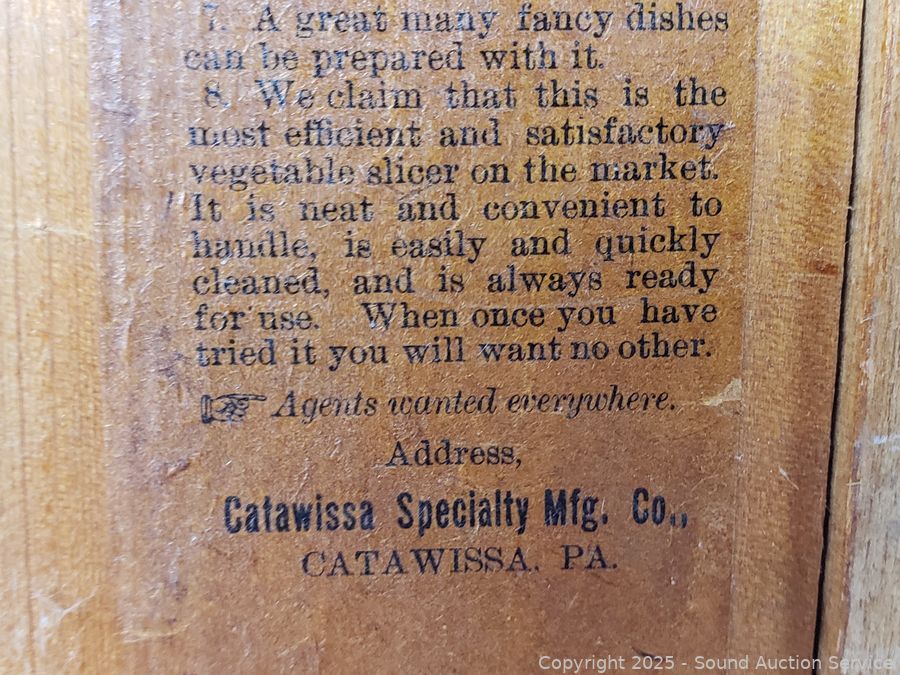 7. A great many fancy dishes
can be prepared with it.
8. We claim that this is the
most efficient and satisfactory
vegetable slicer on the market.
It is neat and convenient to
handle, is easily and quickly
cleaned, and is always ready
for use. When once you have
tried it you will want no other.
☞ Agents wanted everywhere.
Address,
Catawissa Specialty Mfg. Co.,
CATAWISSA, PA.
Copyright 2025 - Sound Auction Service